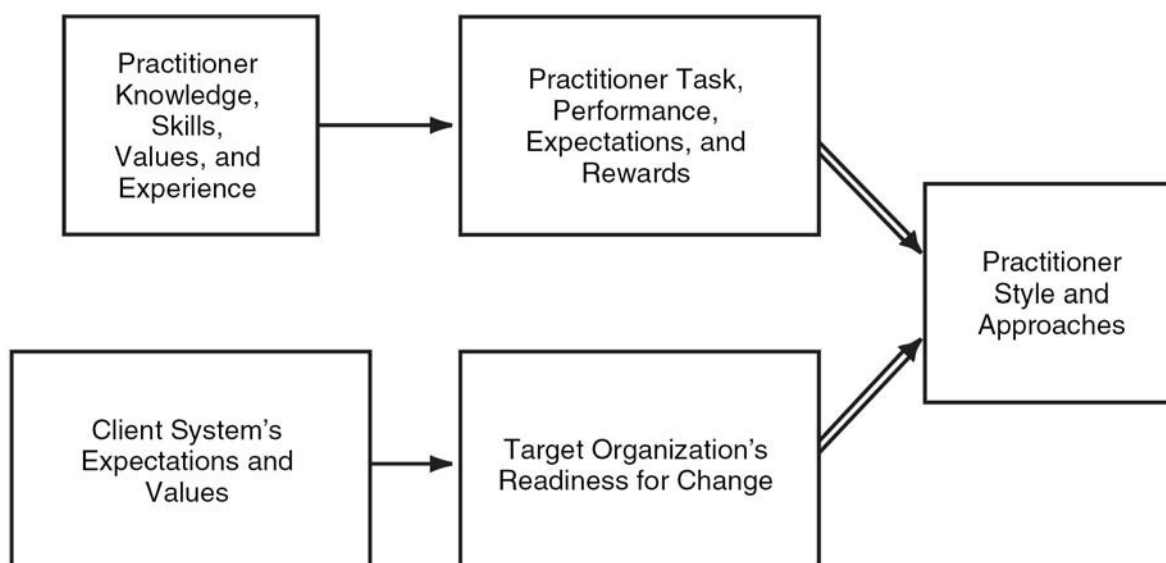 Practitioner
Knowledge,
Skills,
Values, and
Experience
Practitioner Task,
Performance,
Expectations, and
Rewards
Practitioner
Style and
Approaches
Client System’s
Expectations and
Values
Target Organization’s
Readiness for Change